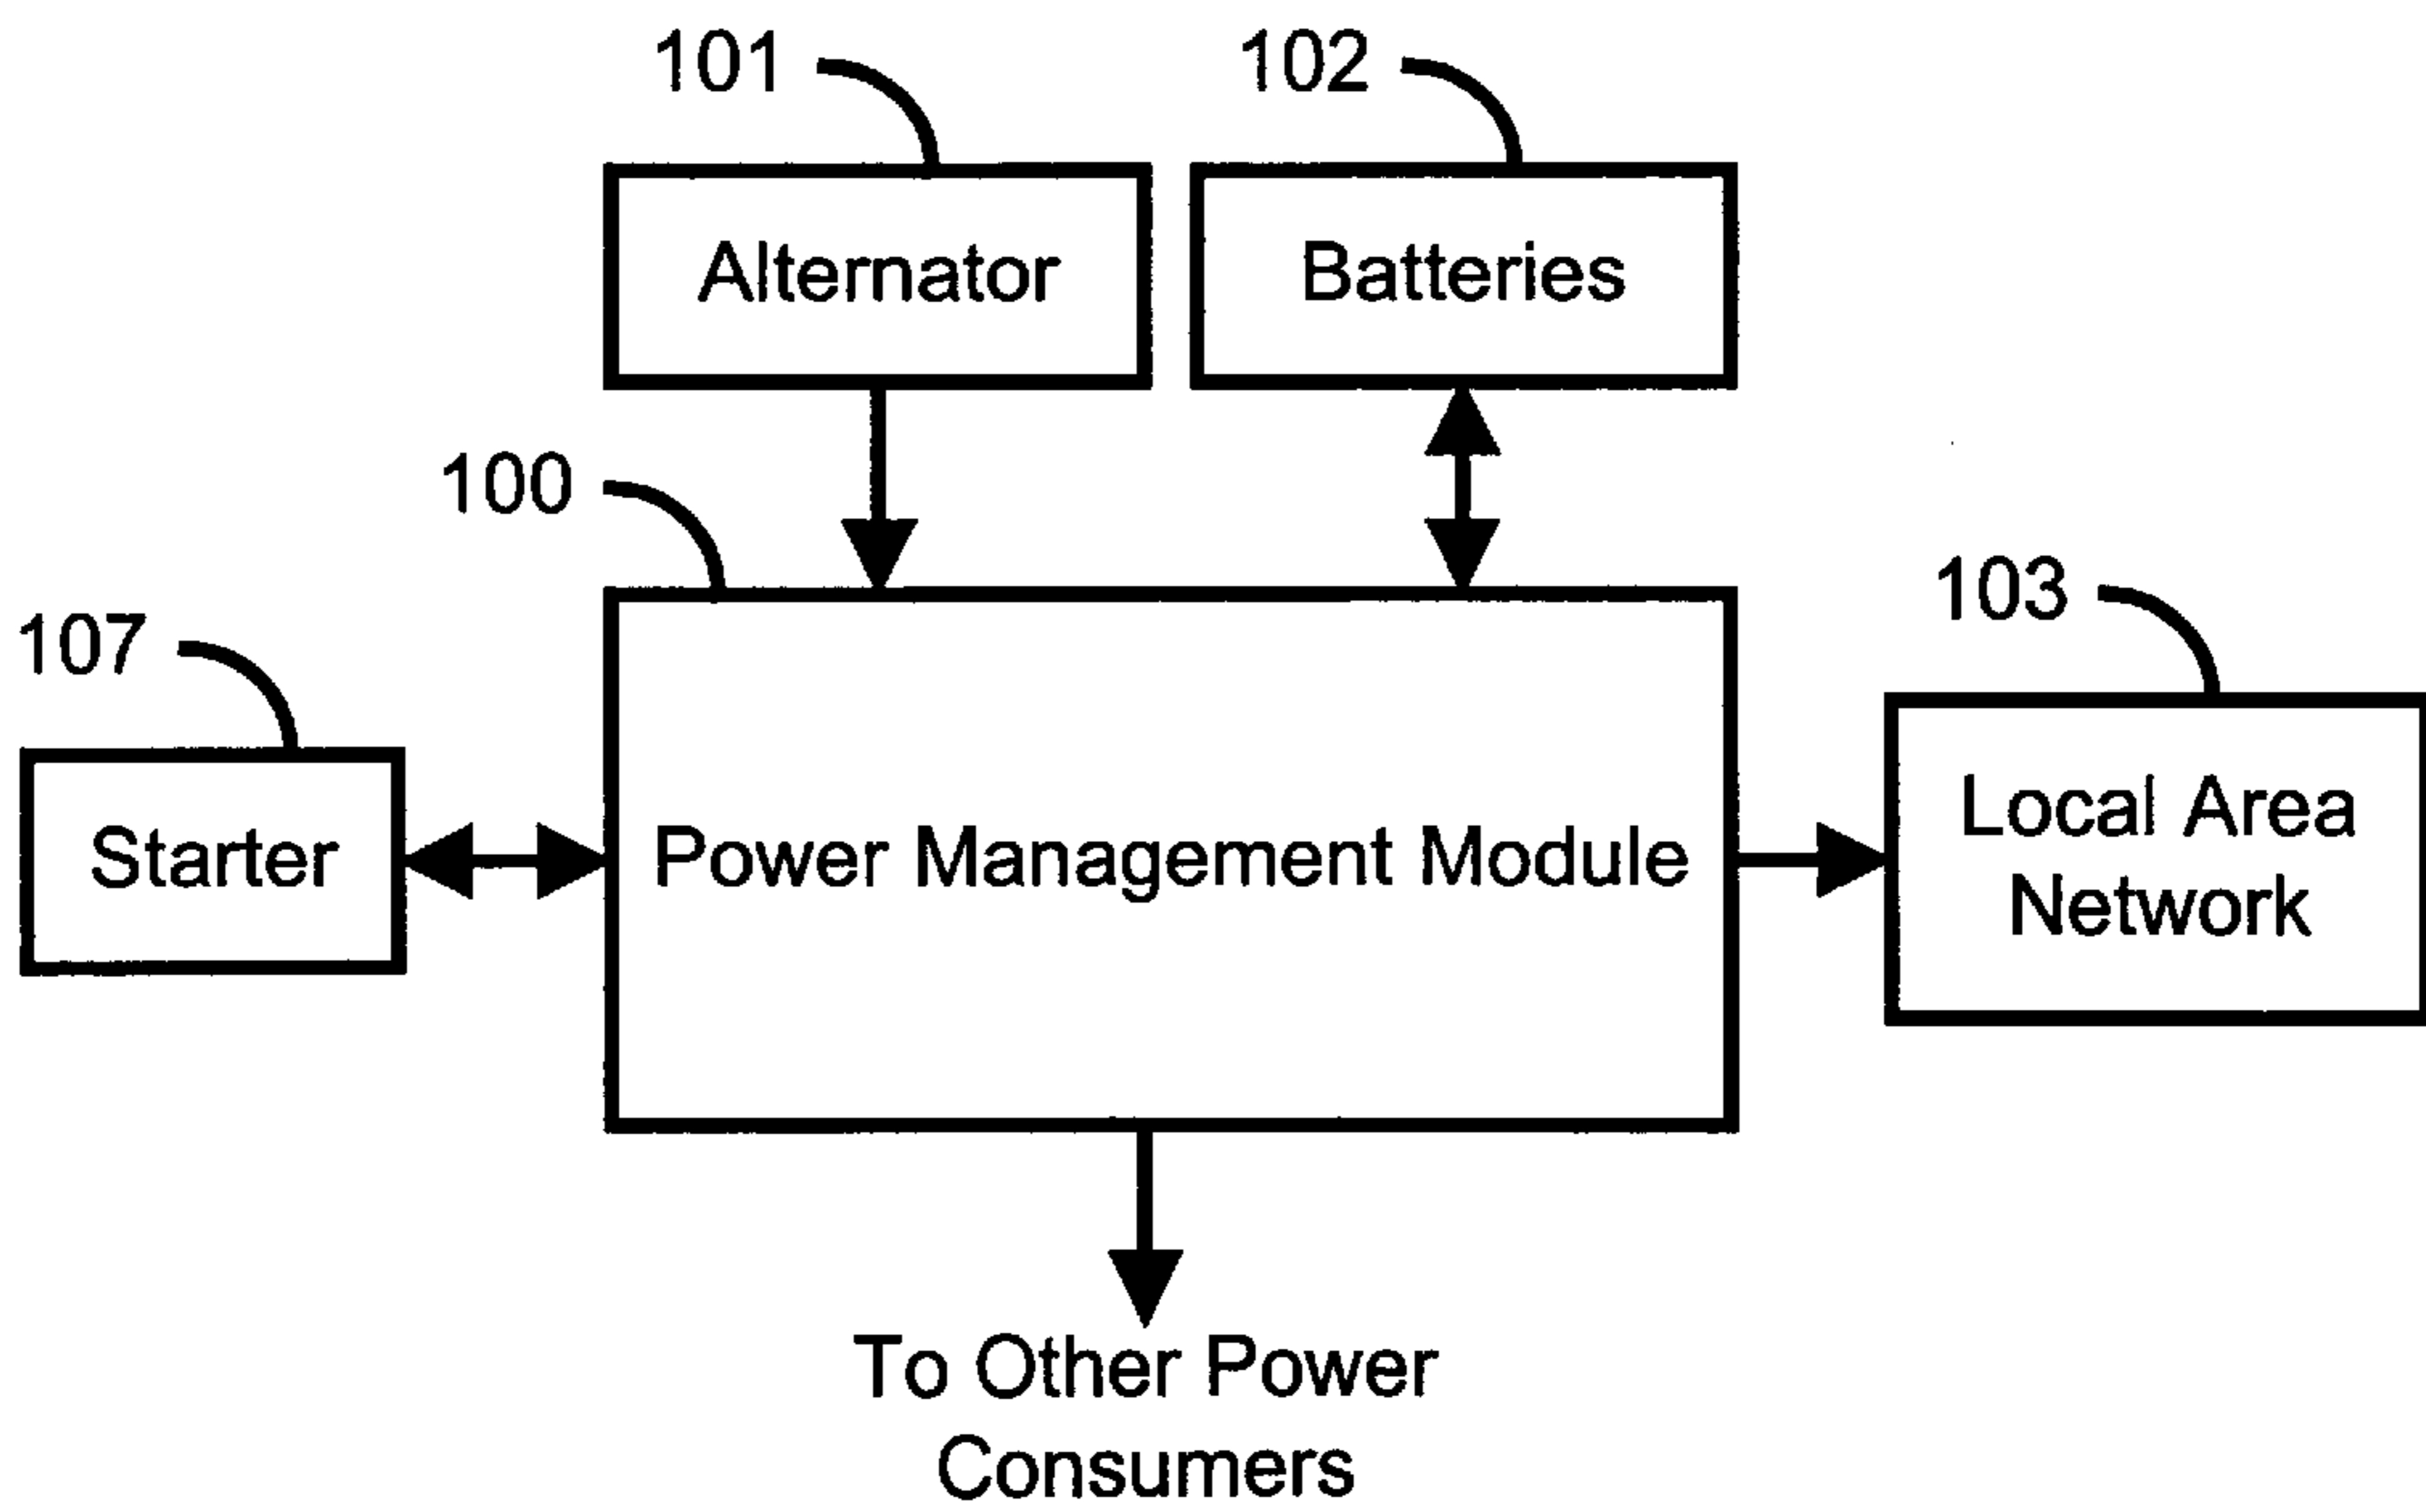 101
102
Alternator
Batteries
100
103
107
Local Area
Network
Starter
Power Management Module
To Other Power
Consumers